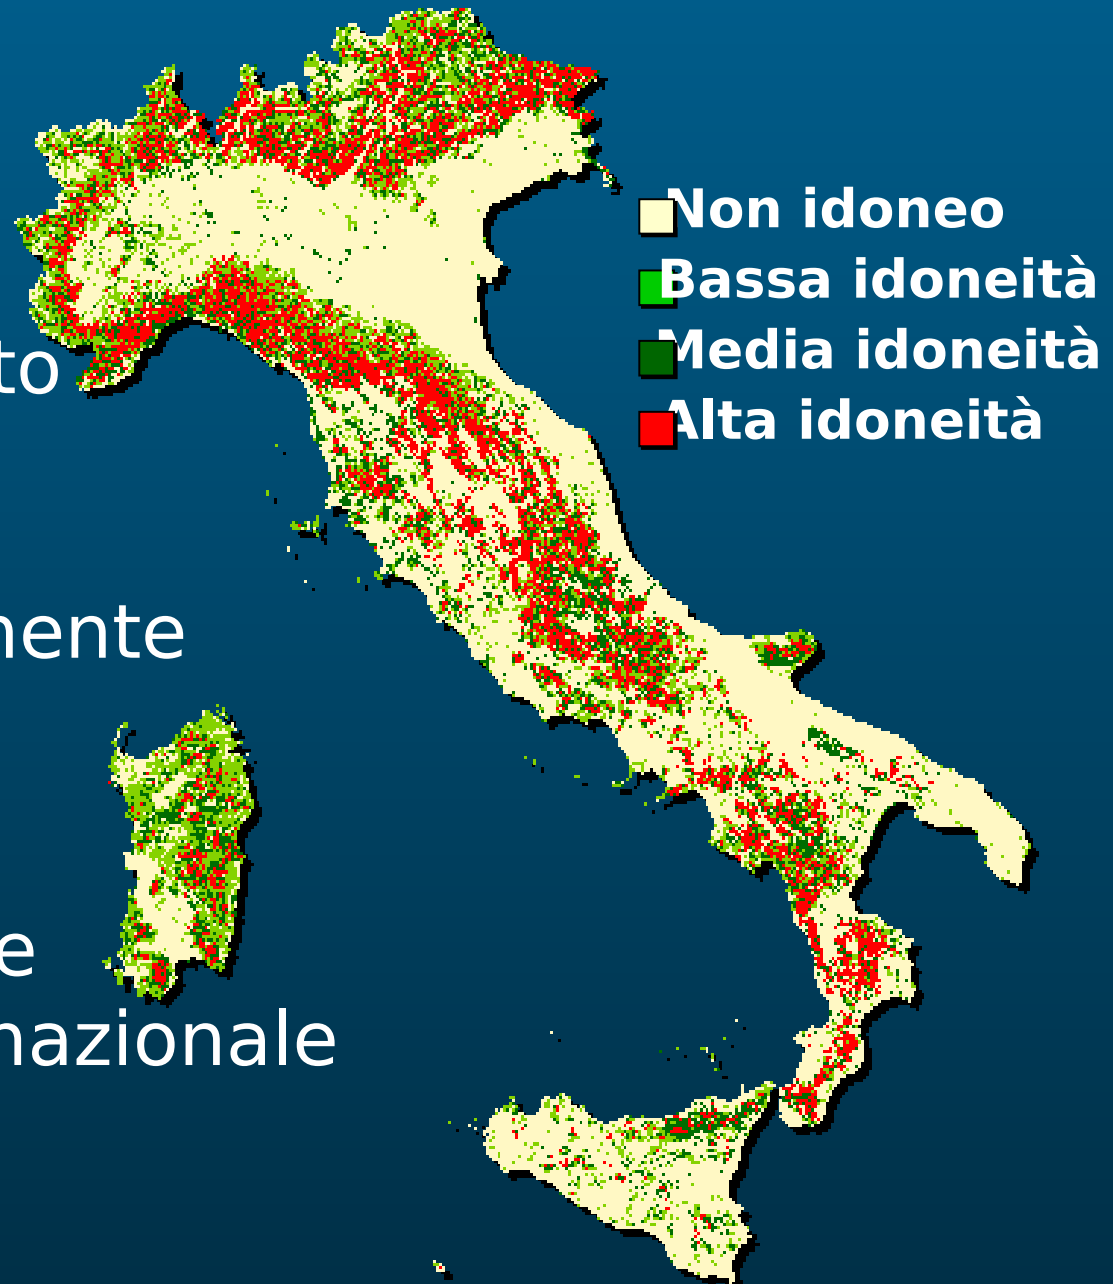 Non idoneo
Bassa idoneità
Media idoneità
Alta idoneità
to
mente
e
nazionale